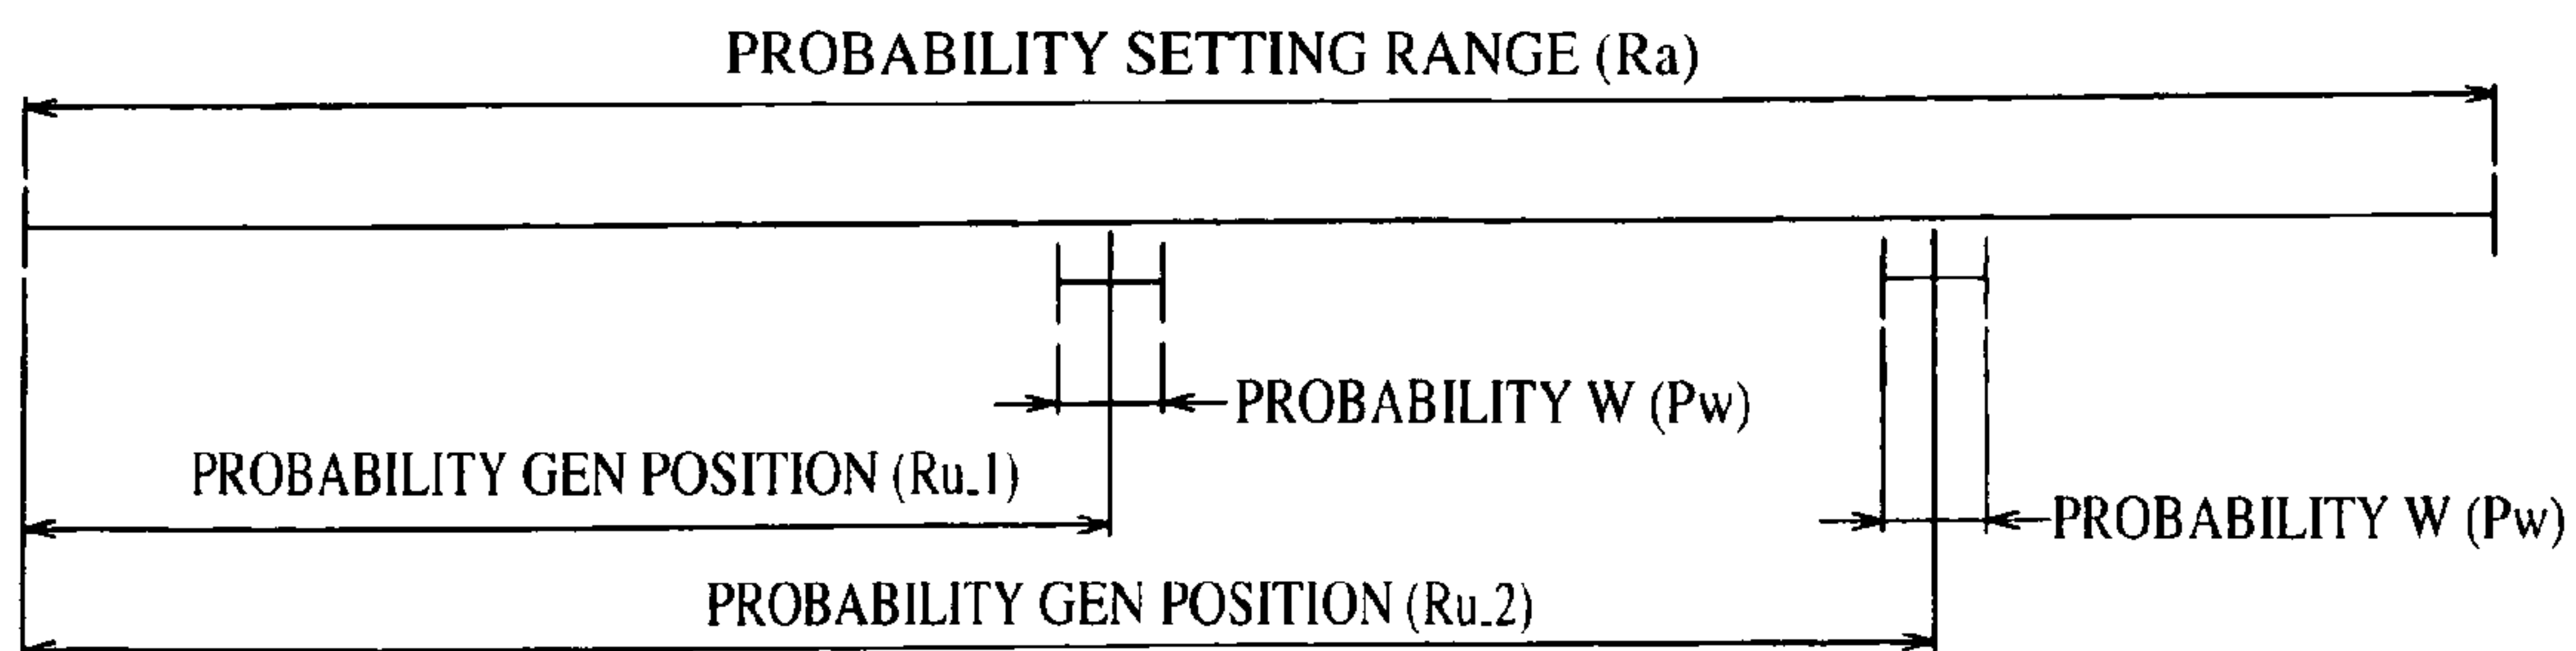 PROBABILITY SETTING RANGE (Ra)
PROBABILITY W (Pw)
PROBABILITY GEN POSITION (Ru_1)
PROBABILITY W (Pw)
PROBABILITY GEN POSITION (Ru_2)